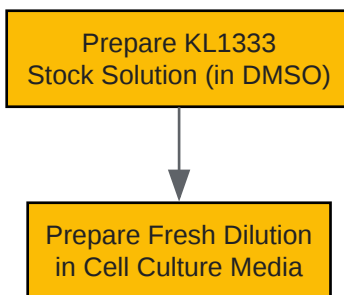 Prepare KL1333
Stock Solution (in DMSO)
Prepare Fresh Dilution
in Cell Culture Media